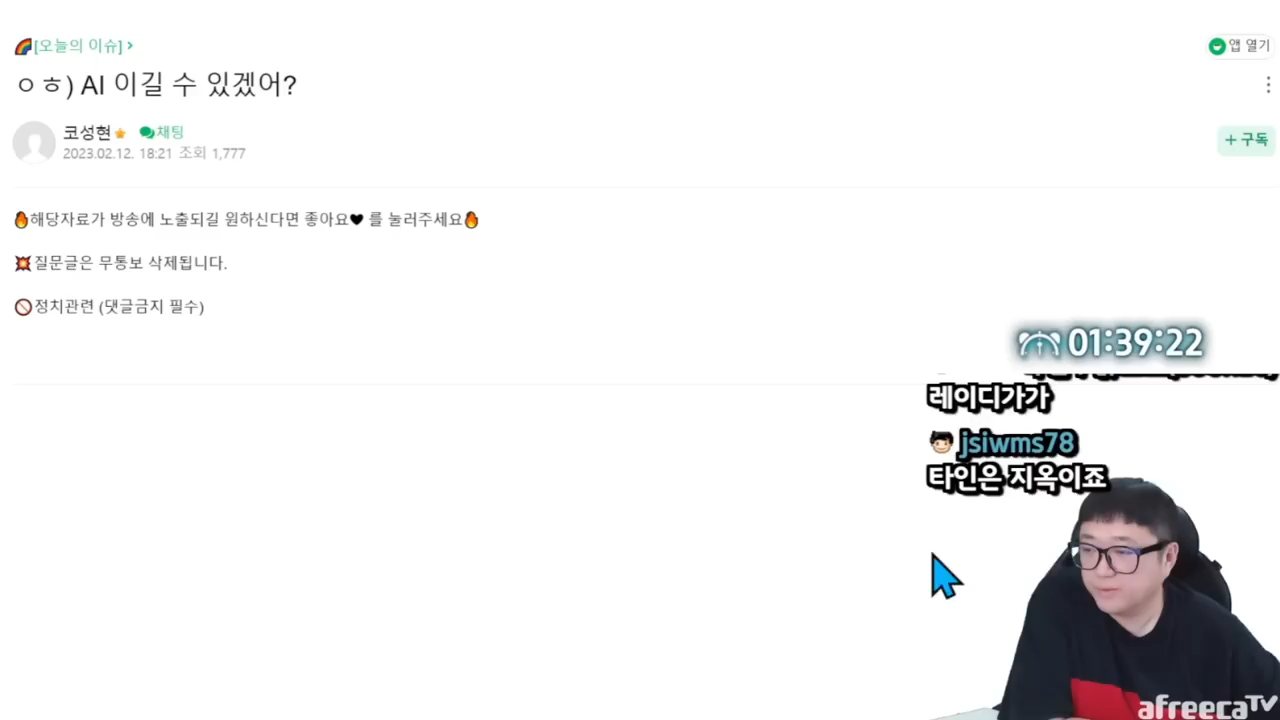 [오늘의 이슈] >
앱 열기
ㅇㅎ) AI 이길 수 있겠어?
코성현 채팅
2023.02.12. 18:21 조회 1,777
+ 구독
해당자료가 방송에 노출되길 원하신다면 좋아요 를 눌러주세요
질문글은 무통보 삭제됩니다.
정치관련 (댓글금지 필수)
01:39:22
레이디가가
jsiwms78
타인은 지옥이죠
afreecaTV